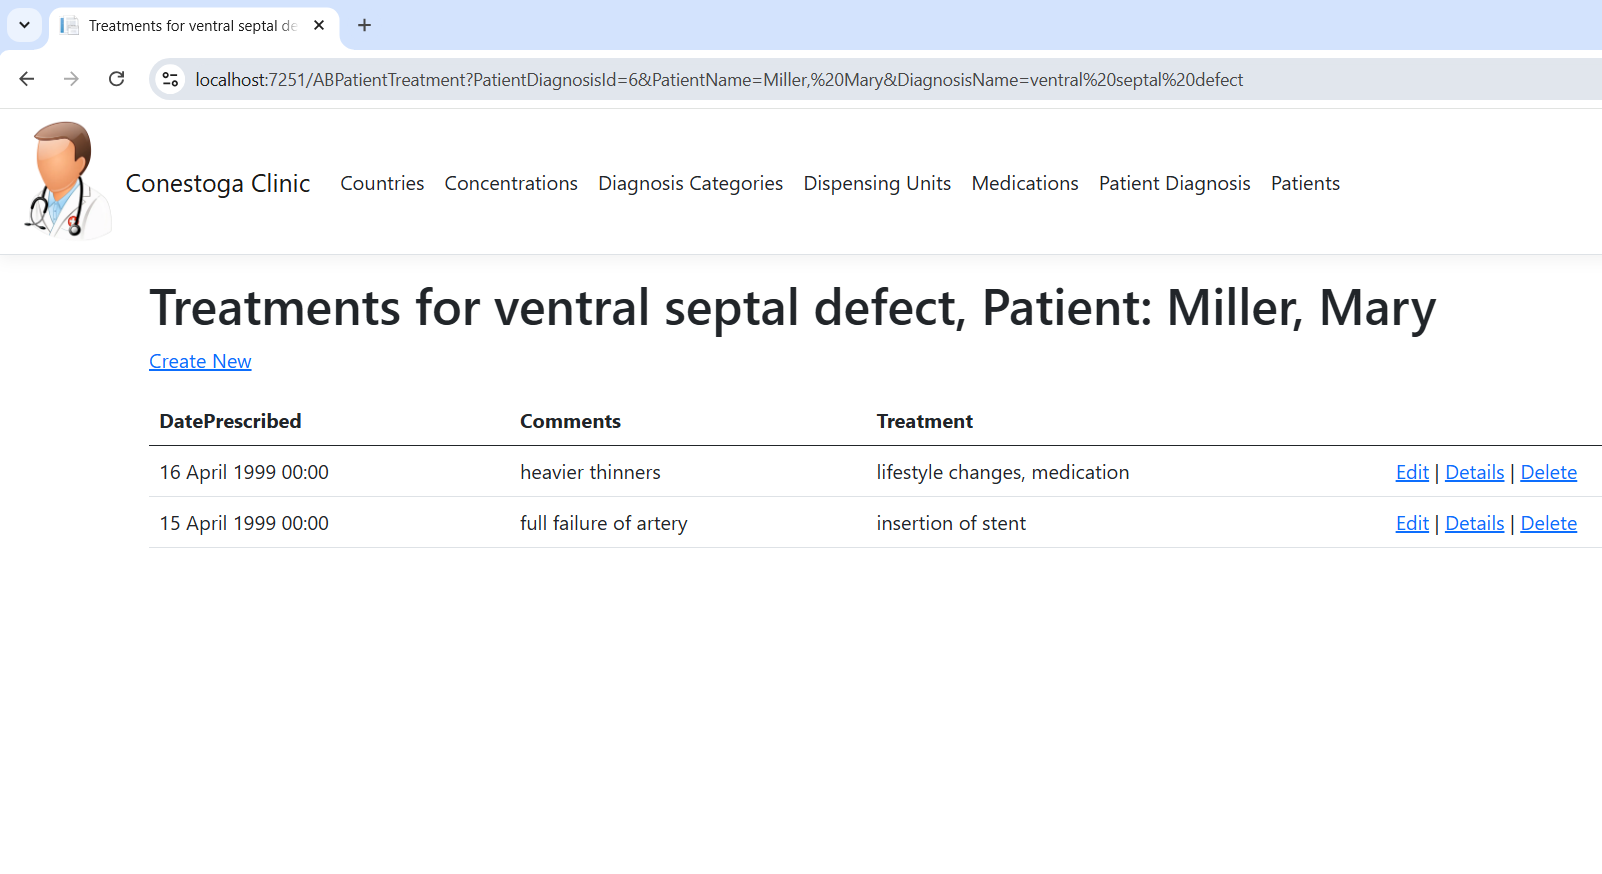 Treatments for ventral septal de
localhost:7251/ABPatientTreatment?PatientDiagnosisId=6&PatientName=Miller,%20Mary&DiagnosisName=ventral%20septal%20defect
Conestoga Clinic Countries Concentrations Diagnosis Categories Dispensing Units Medications Patient Diagnosis Patients
Treatments for ventral septal defect, Patient: Miller, Mary
Create New
DatePrescribed Comments Treatment
16 April 1999 00:00 heavier thinners lifestyle changes, medication Edit | Details | Delete
15 April 1999 00:00 full failure of artery insertion of stent Edit | Details | Delete